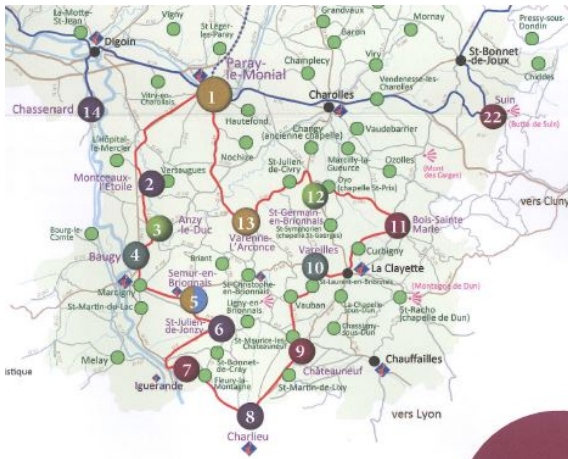 La-Motte-St-Jean
Vigny
St Léger-les-Paray
Grandvaux
Baron
Mornay
Pressy-sous-Dondin
Digoin
Paray-le-Monial
Chainplecy
Viry
St-Bonnet-de-Joux
Vendenesse-les-Charolles
Chiddes
Chassenard
14
Vitry-en-Charollais
1
Charolles
Suin
22
(Butte de Suin)
Hautefond
Changy
(ancienne chapelle)
Vaudebarrier
L'Hôpital-le-Mercier
Nochize
St-Julien-de-Civry
Marcilly-la-Gueurce
Ozolles
(Mont des Carges)
Montceaux-l'Etoile
2
Versaugues
12
Oyé
(chapelle St-Prix)
vers Cluny
Bourg-le-Comte
3
Anzy-le-Duc
13
Varenne-L'Arconce
St-Germain-en-Brionnais
St-Symphorien
(chapelle St-Georges)
11
Bois-Sainte-Marie
Baugy
4
Briant
Vareilles
10
Curbigny
La Clayette
Marcigny
Semur-en-Brionnais
St-Christophe-en-Brionnais
St-Laurent-en-Brionnais
(Montagne de Dun)
St-Martin-du-Lac
5
Ligny-en-Brionnais
Vauban
La-Chapelle-sous-Dun
St-Racho
(chapelle de Dun)
St-Julien-de-Jonzy
6
St-Maurice-les-Châteauneuf
Chassigny-sous-Dun
Melay
7
St-Bonnet-de-Cray
9
Châteauneuf
Chauffailles
Iguerande
Fleury-la-Montagne
St-Martin-de-Lixy
istique
8
Charlieu
vers Lyon